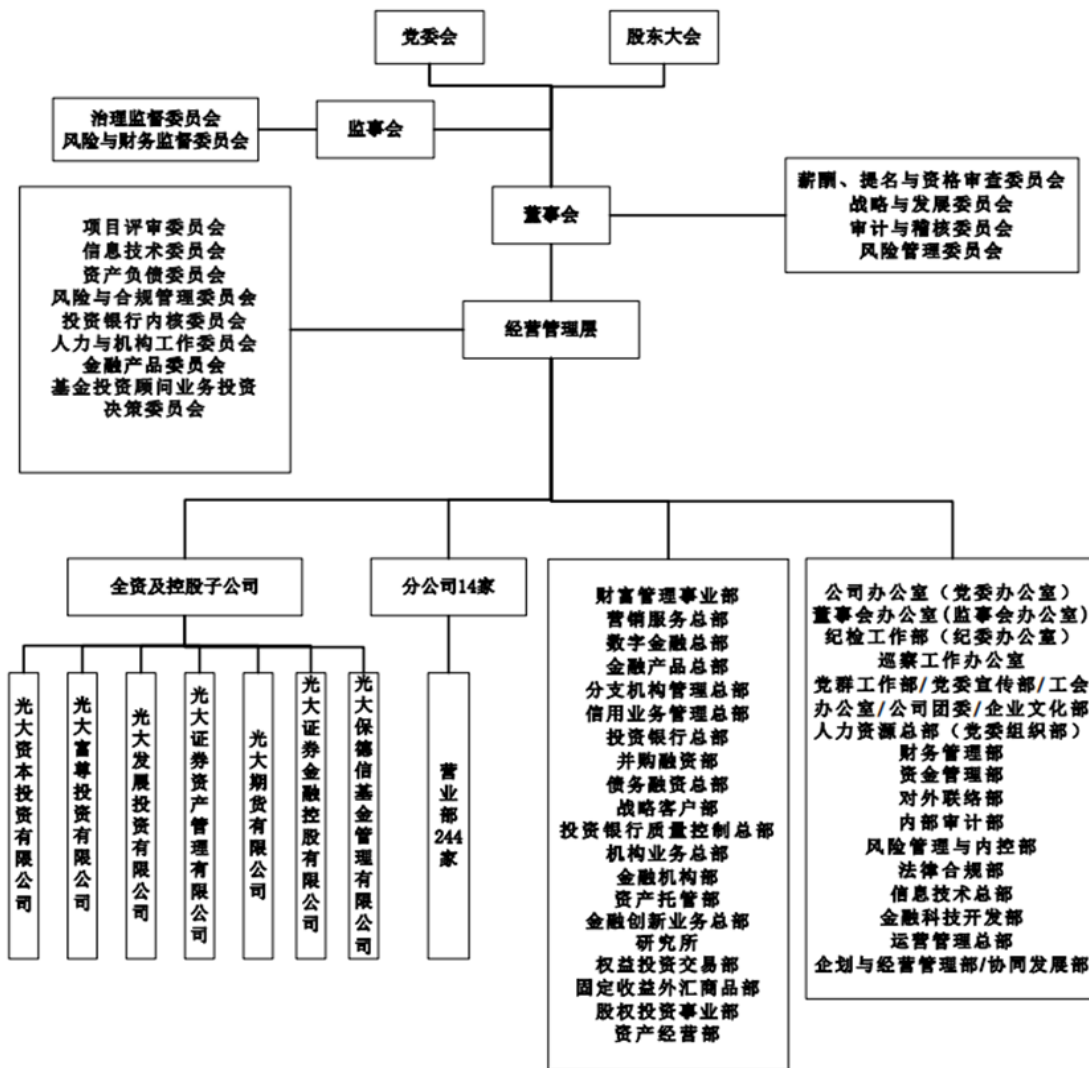 党委会
股东大会
治理监督委员会
风险与财务监督委员会
监事会
董事会
薪酬、提名与资格审查委员会
战略与发展委员会
审计与稽核委员会
风险管理委员会
项目评审委员会
信息技术委员会
资产负债委员会
风险与合规管理委员会
投资银行内核委员会
人力与机构工作委员会
金融产品委员会
基金投资顾问业务投资
决策委员会
经营管理层
全资及控股子公司
分公司14家
光大资本投资有限公司
光大富尊投资有限公司
光大发展投资有限公司
光大证券资产管理有限公司
光大期货有限公司
光大证券金融控股有限公司
光大保德信基金管理有限公司
营业部244家
财富管理事业部
营销服务总部
数字金融总部
金融产品总部
分支机构管理总部
信用业务管理总部
投资银行总部
并购融资部
债务融资总部
战略客户部
投资银行质量控制总部
机构业务总部
金融机构部
资产托管部
金融创新业务总部
研究所
权益投资交易部
固定收益外汇商品部
股权投资事业部
资产经营部
公司办公室（党委办公室）
董事会办公室(监事会办公室)
纪检工作部（纪委办公室）
巡察工作办公室
党群工作部/党委宣传部/工会
办公室/公司团委/企业文化部
人力资源总部（党委组织部）
财务管理部
资金管理部
对外联络部
内部审计部
风险管理与内控部
法律合规部
信息技术总部
金融科技开发部
运营管理总部
企划与经营管理部/协同发展部